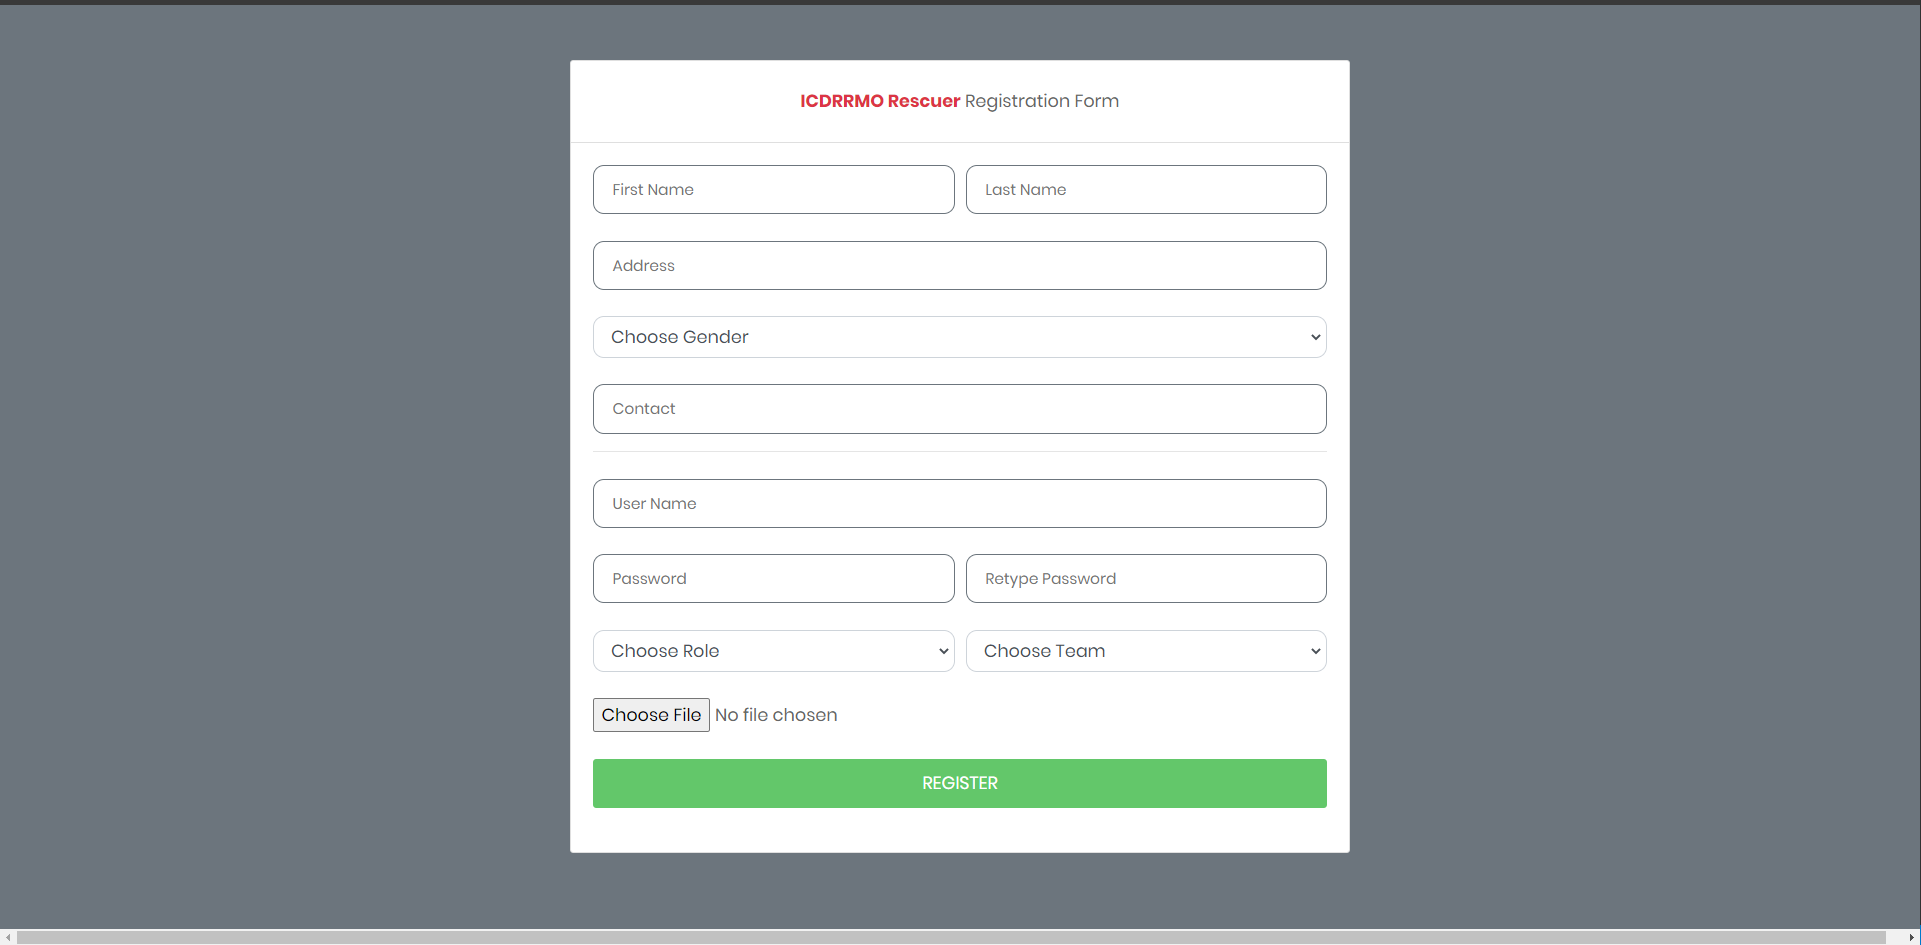 ICDRRMO Rescuer Registration Form
First Name Last Name
Address
Choose Gender
Contact
User Name
Password Retype Password
Choose Role Choose Team
Choose File No file chosen
REGISTER